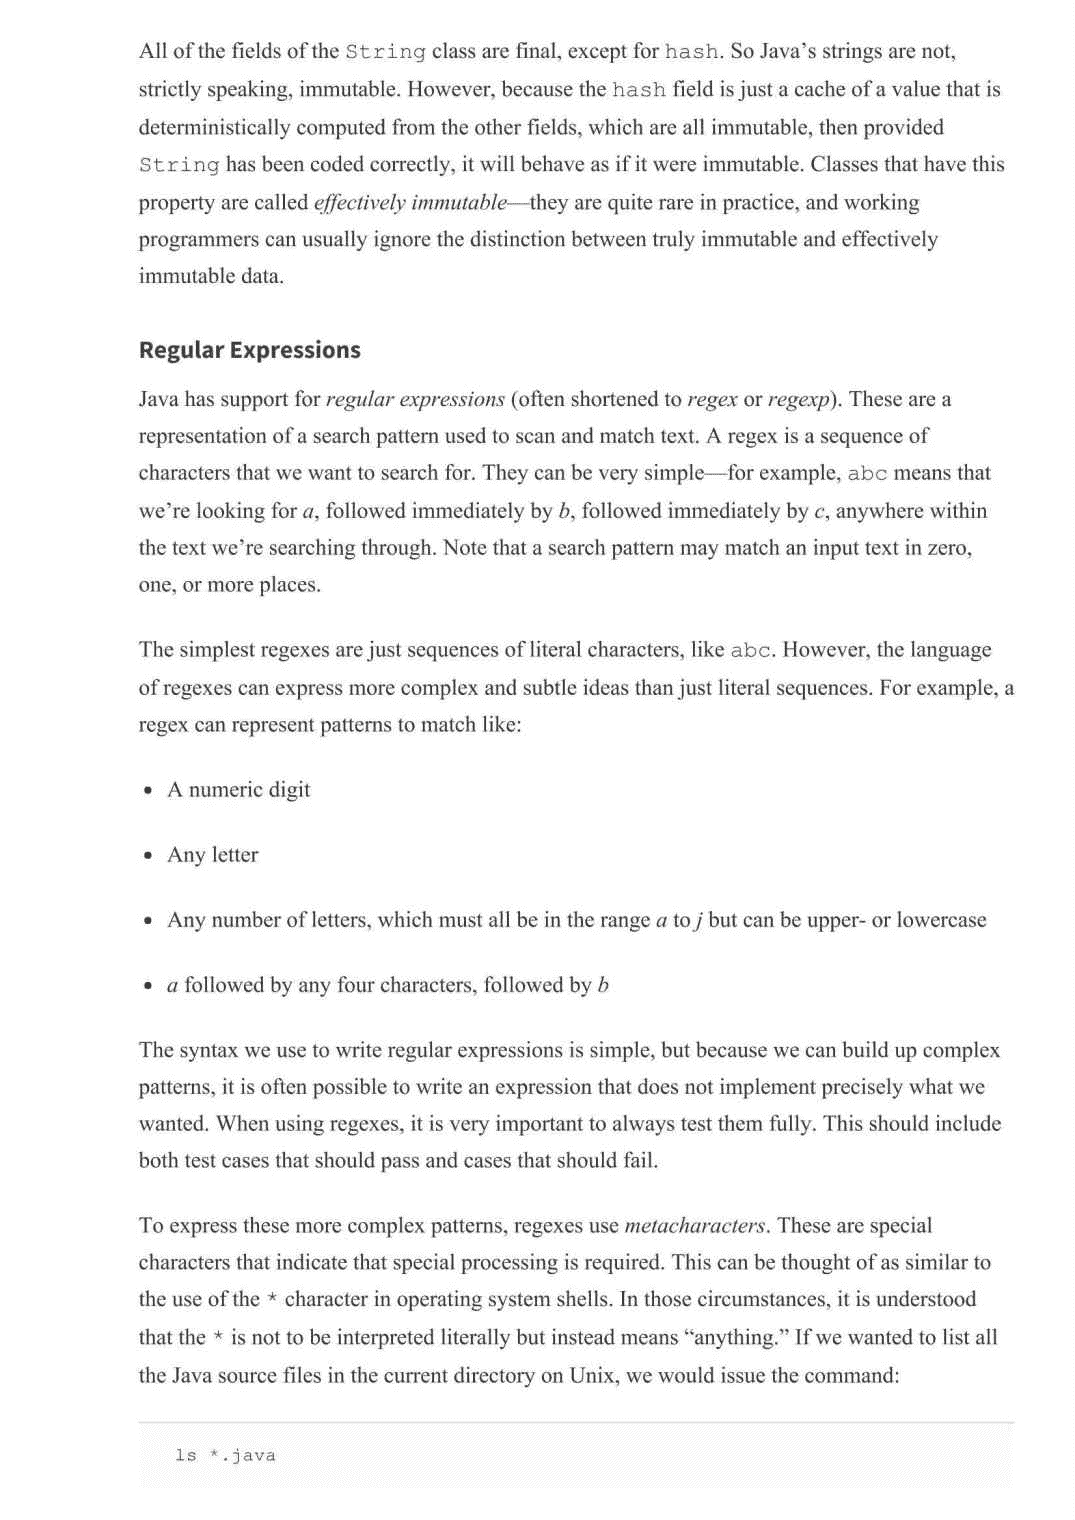 All of the fields of the String class are final, except for hash. So Java’s strings are not,
strictly speaking, immutable. However, because the hash field is just a cache of a value that is
deterministically computed from the other fields, which are all immutable, then provided
String has been coded correctly, it will behave as if it were immutable. Classes that have this
property are called effectively immutable—they are quite rare in practice, and working
programmers can usually ignore the distinction between truly immutable and effectively
immutable data.
Regular Expressions
Java has support for regular expressions (often shortened to regex or regexp). These are a
representation of a search pattern used to scan and match text. A regex is a sequence of
characters that we want to search for. They can be very simple—for example, abc means that
we’re looking for a, followed immediately by b, followed immediately by c, anywhere within
the text we’re searching through. Note that a search pattern may match an input text in zero,
one, or more places.
The simplest regexes are just sequences of literal characters, like abc. However, the language
of regexes can express more complex and subtle ideas than just literal sequences. For example, a
regex can represent patterns to match like:
• A numeric digit
• Any letter
• Any number of letters, which must all be in the range a to j but can be upper- or lowercase
• a followed by any four characters, followed by b
The syntax we use to write regular expressions is simple, but because we can build up complex
patterns, it is often possible to write an expression that does not implement precisely what we
wanted. When using regexes, it is very important to always test them fully. This should include
both test cases that should pass and cases that should fail.
To express these more complex patterns, regexes use metacharacters. These are special
characters that indicate that special processing is required. This can be thought of as similar to
the use of the * character in operating system shells. In those circumstances, it is understood
that the * is not to be interpreted literally but instead means “anything.” If we wanted to list all
the Java source files in the current directory on Unix, we would issue the command:
ls *.java